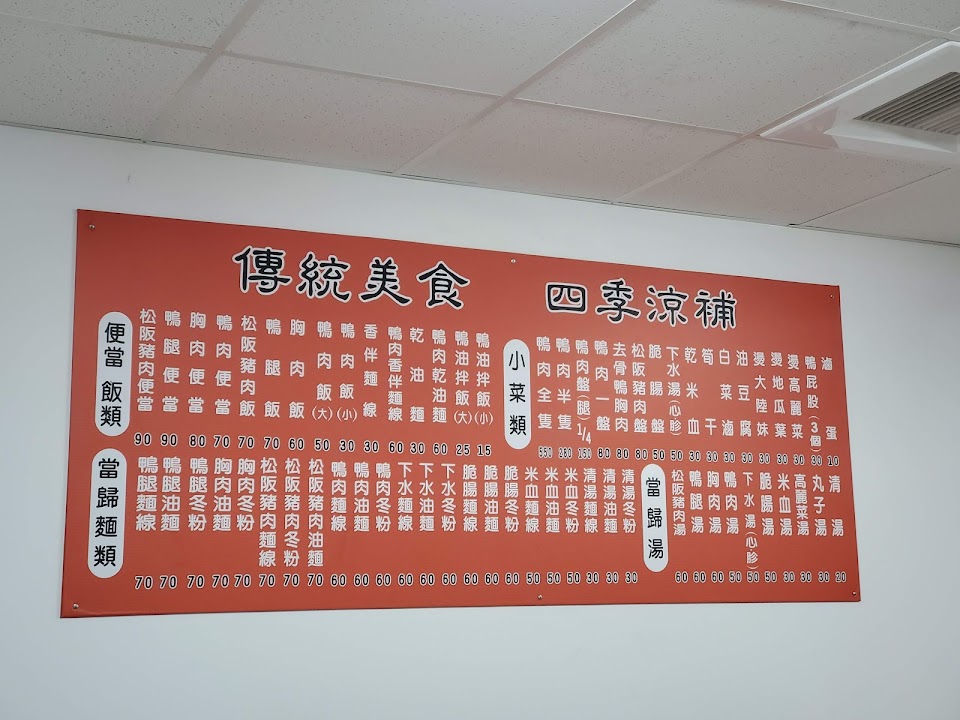 傳統美食
四季涼補
便當 飯類
松阪豬肉便當 90
鴨腿便當 90
胸肉便當 80
鴨肉便當 70
松阪豬肉飯 70
鴨腿飯 70
胸肉飯 60
鴨肉飯(大) 50
鴨肉飯(小) 30
香伴麵線 30
鴨肉香伴麵線 60
乾油麵 30
鴨肉乾油麵 60
鴨油拌飯(大) 25
鴨油拌飯(小) 15
小菜類
鴨肉全隻
鴨肉半隻
鴨肉盤(腿)1/4 150
鴨肉一盤 80
去骨鴨胸肉 80
松阪豬肉盤 80
脆腸盤 50
下水湯(心胗) 50
乾米血 30
筍干 30
白菜滷 30
油豆腐 30
燙大陸妹 30
燙地瓜葉 30
燙高麗菜 30
鴨屁股(3個) 30
滷蛋 10
當歸麵類
鴨腿麵線 70
鴨腿油麵 70
鴨腿冬粉 70
胸肉油麵 70
胸肉冬粉 70
松阪豬肉麵線 70
松阪豬肉冬粉 70
松阪豬肉油麵 70
鴨肉麵線 60
鴨肉油麵 60
鴨肉冬粉 60
下水麵線 60
下水油麵 60
下水冬粉 60
脆腸麵線 60
脆腸油麵 60
脆腸冬粉 60
米血麵線 50
米血油麵 50
米血冬粉 50
清湯麵線 30
清湯油麵 30
清湯冬粉 30
當歸湯
松阪豬肉湯 60
鴨腿湯 60
胸肉湯 60
鴨肉湯 50
下水湯(心胗) 50
脆腸湯 50
米血湯 30
高麗菜湯 30
丸子湯 30
清湯 20